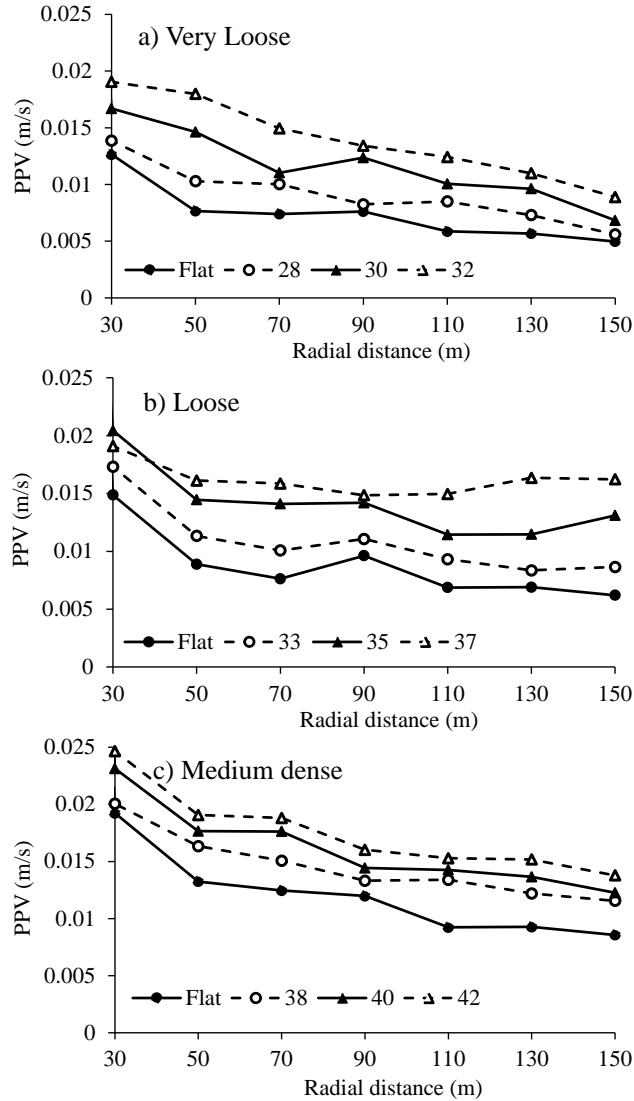 a) Very Loose
0.025
0.02
0.015
0.01
0.005
0
PPV (m/s)
Flat 28 30 32
30 50 70 90 110 130 150
Radial distance (m)
b) Loose
0.025
0.02
0.015
0.01
0.005
0
PPV (m/s)
Flat 33 35 37
30 50 70 90 110 130 150
Radial distance (m)
c) Medium dense
0.025
0.02
0.015
0.01
0.005
0
PPV (m/s)
Flat 38 40 42
30 50 70 90 110 130 150
Radial distance (m)